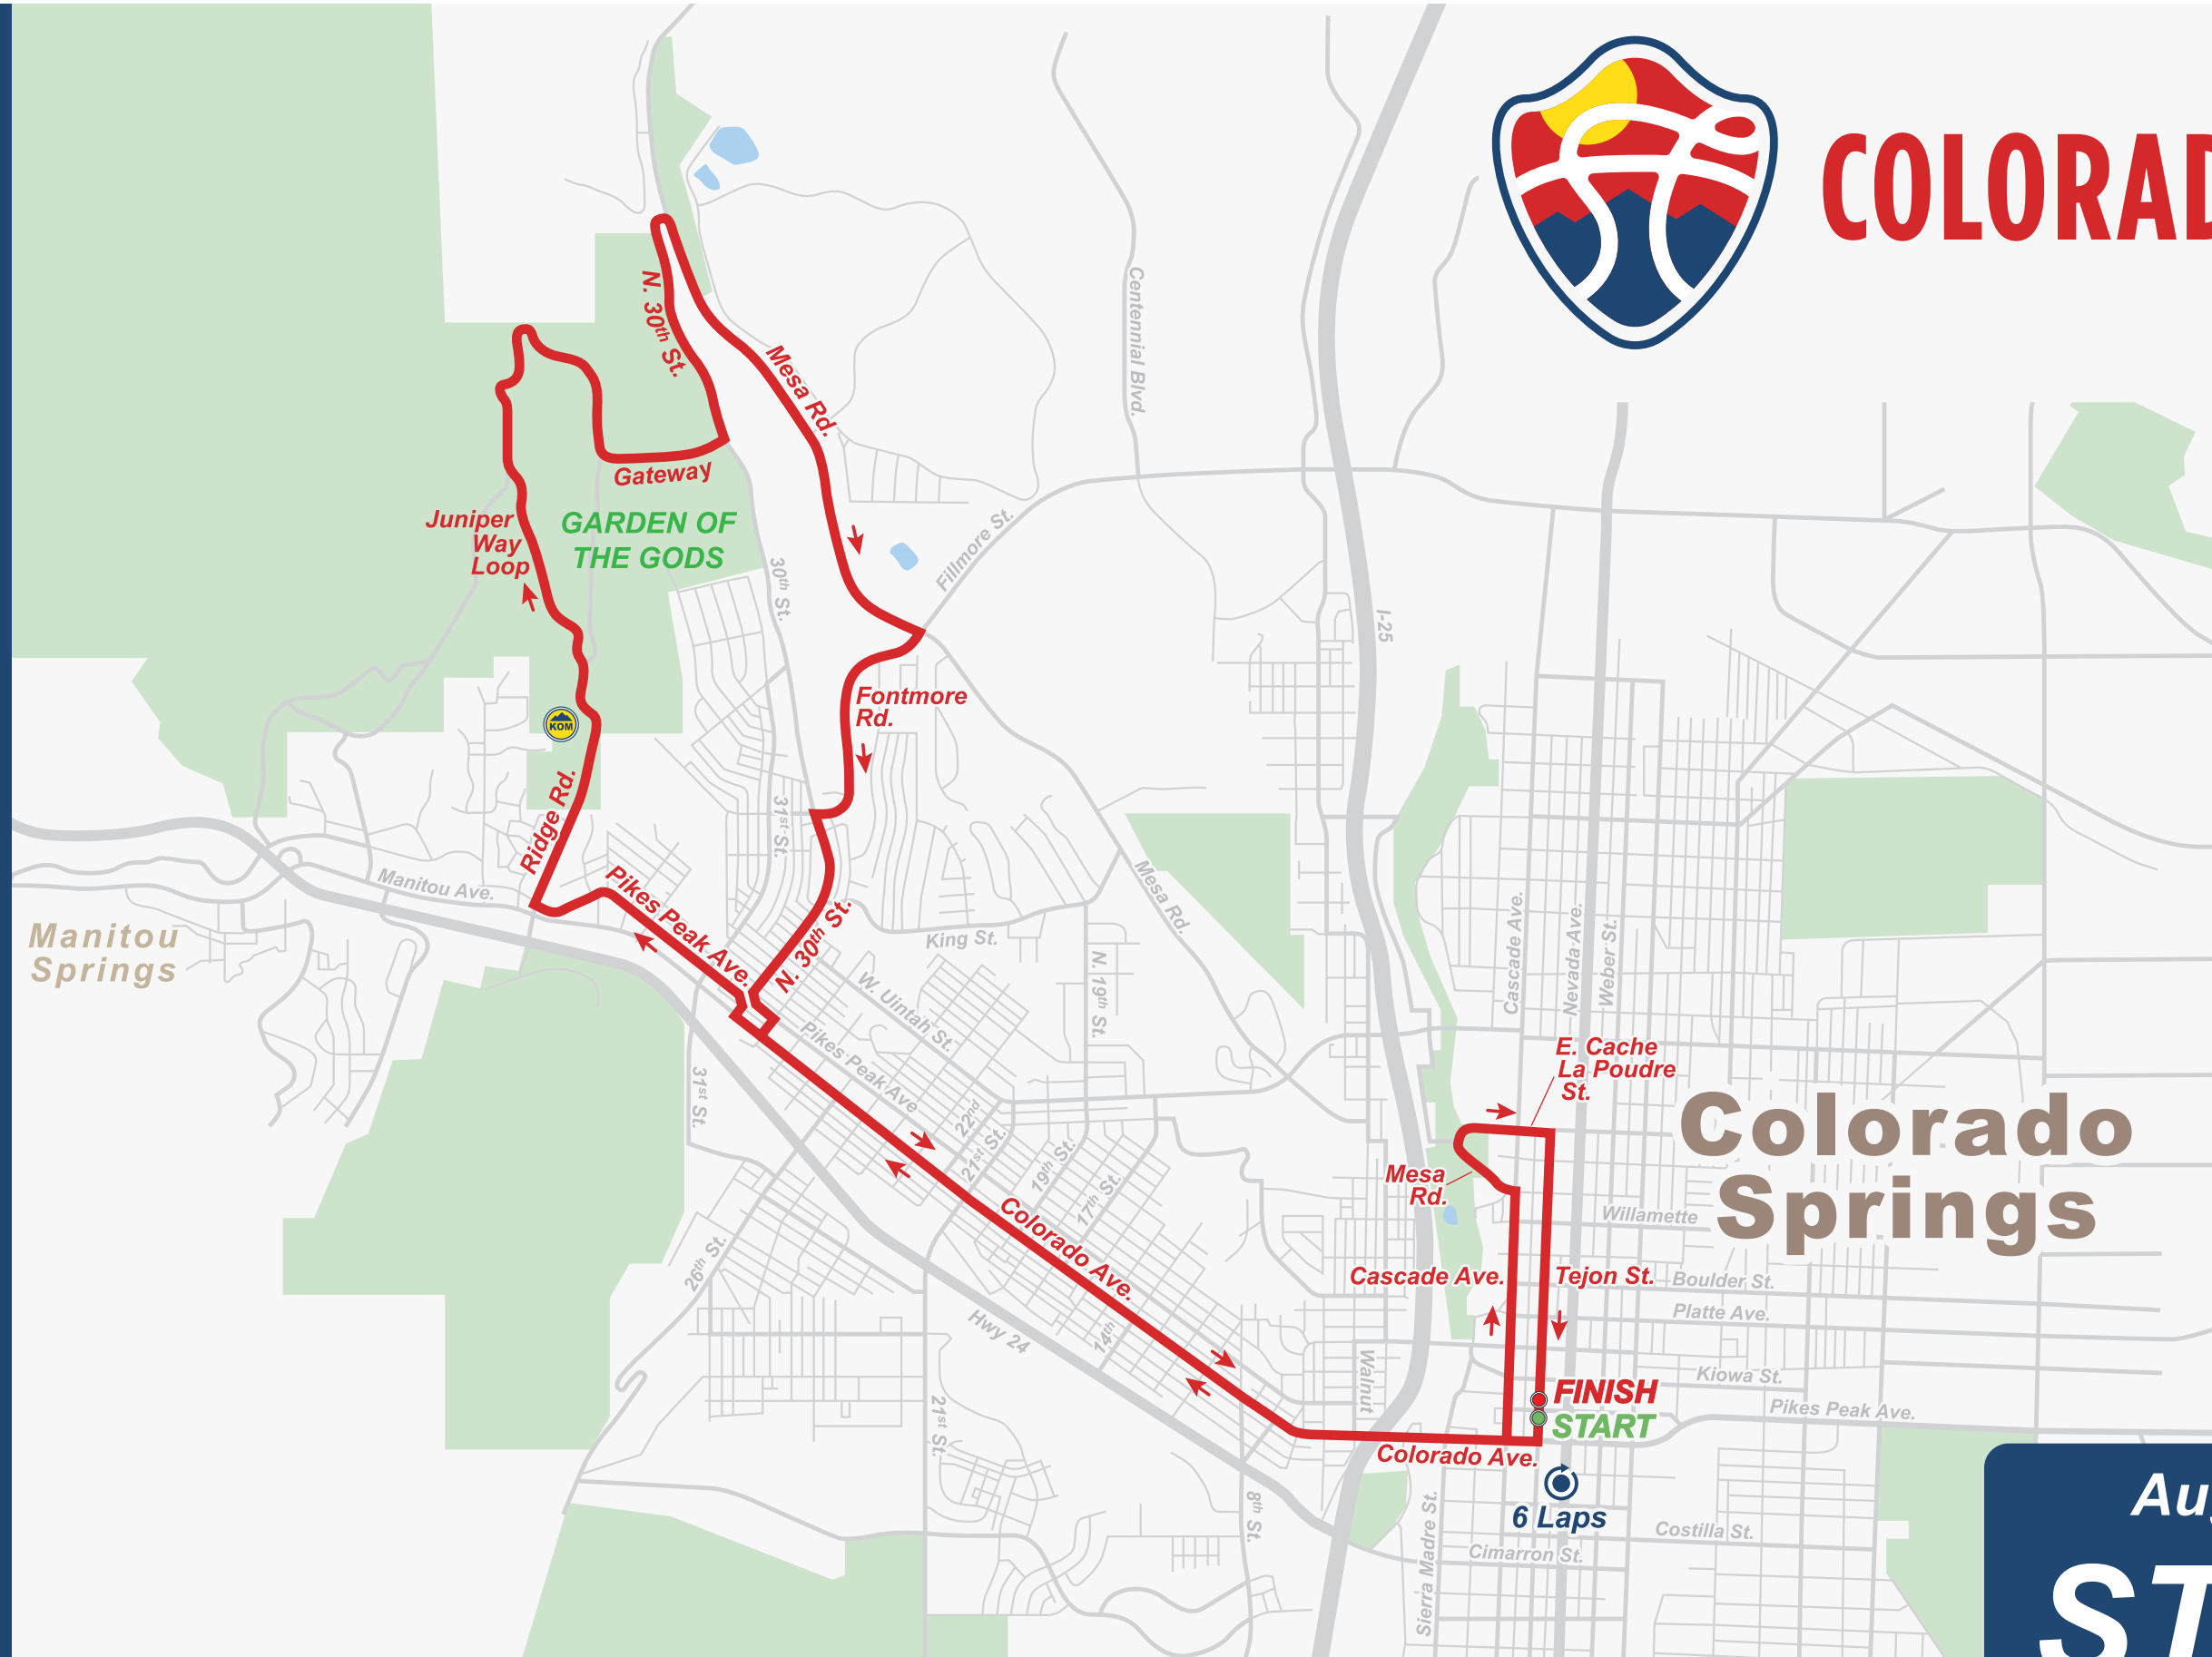 COLORAD
N. 30th St.
Mesa Rd.
Centennial Blvd.
Gateway
Juniper
Way
Loop
GARDEN OF
THE GODS
Fillmore St.
30th St.
I-25
Fontmore
Rd.
KOM
Ridge Rd.
31st St.
Manitou Ave.
Pikes Peak Ave.
N. 30th St.
King St.
Mesa Rd.
Manitou
Springs
W. Uintah St.
N. 19th St.
Cascade Ave.
Nevada Ave.
Weber St.
Pikes Peak Ave
31st St.
22nd
21st St.
19th St.
17th St.
E. Cache
La Poudre
St.
Colorado
Springs
Mesa
Rd.
Willamette
Colorado Ave.
26th St.
Cascade Ave.
Tejon St.
Boulder St.
Platte Ave.
Hwy 24
14th
Walnut
Kiowa St.
FINISH
START
Pikes Peak Ave.
21st St.
Colorado Ave.
6 Laps
8th St.
Sierra Madre St.
Costilla St.
Cimarron St.
Au
ST